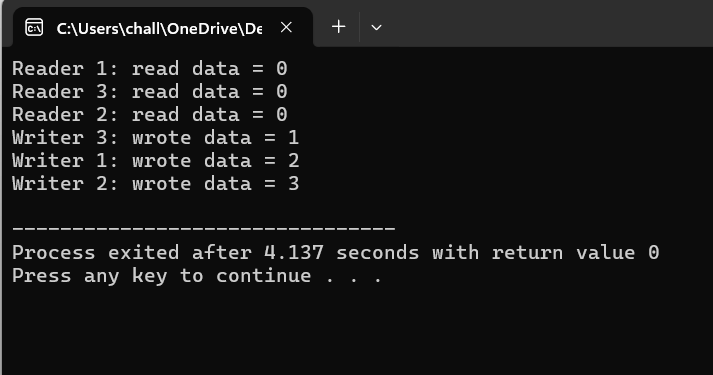 C:\Users\chall\OneDrive\De
Reader 1: read data = 0
Reader 3: read data = 0
Reader 2: read data = 0
Writer 3: wrote data = 1
Writer 1: wrote data = 2
Writer 2: wrote data = 3
--------------------------------
Process exited after 4.137 seconds with return value 0
Press any key to continue . . .